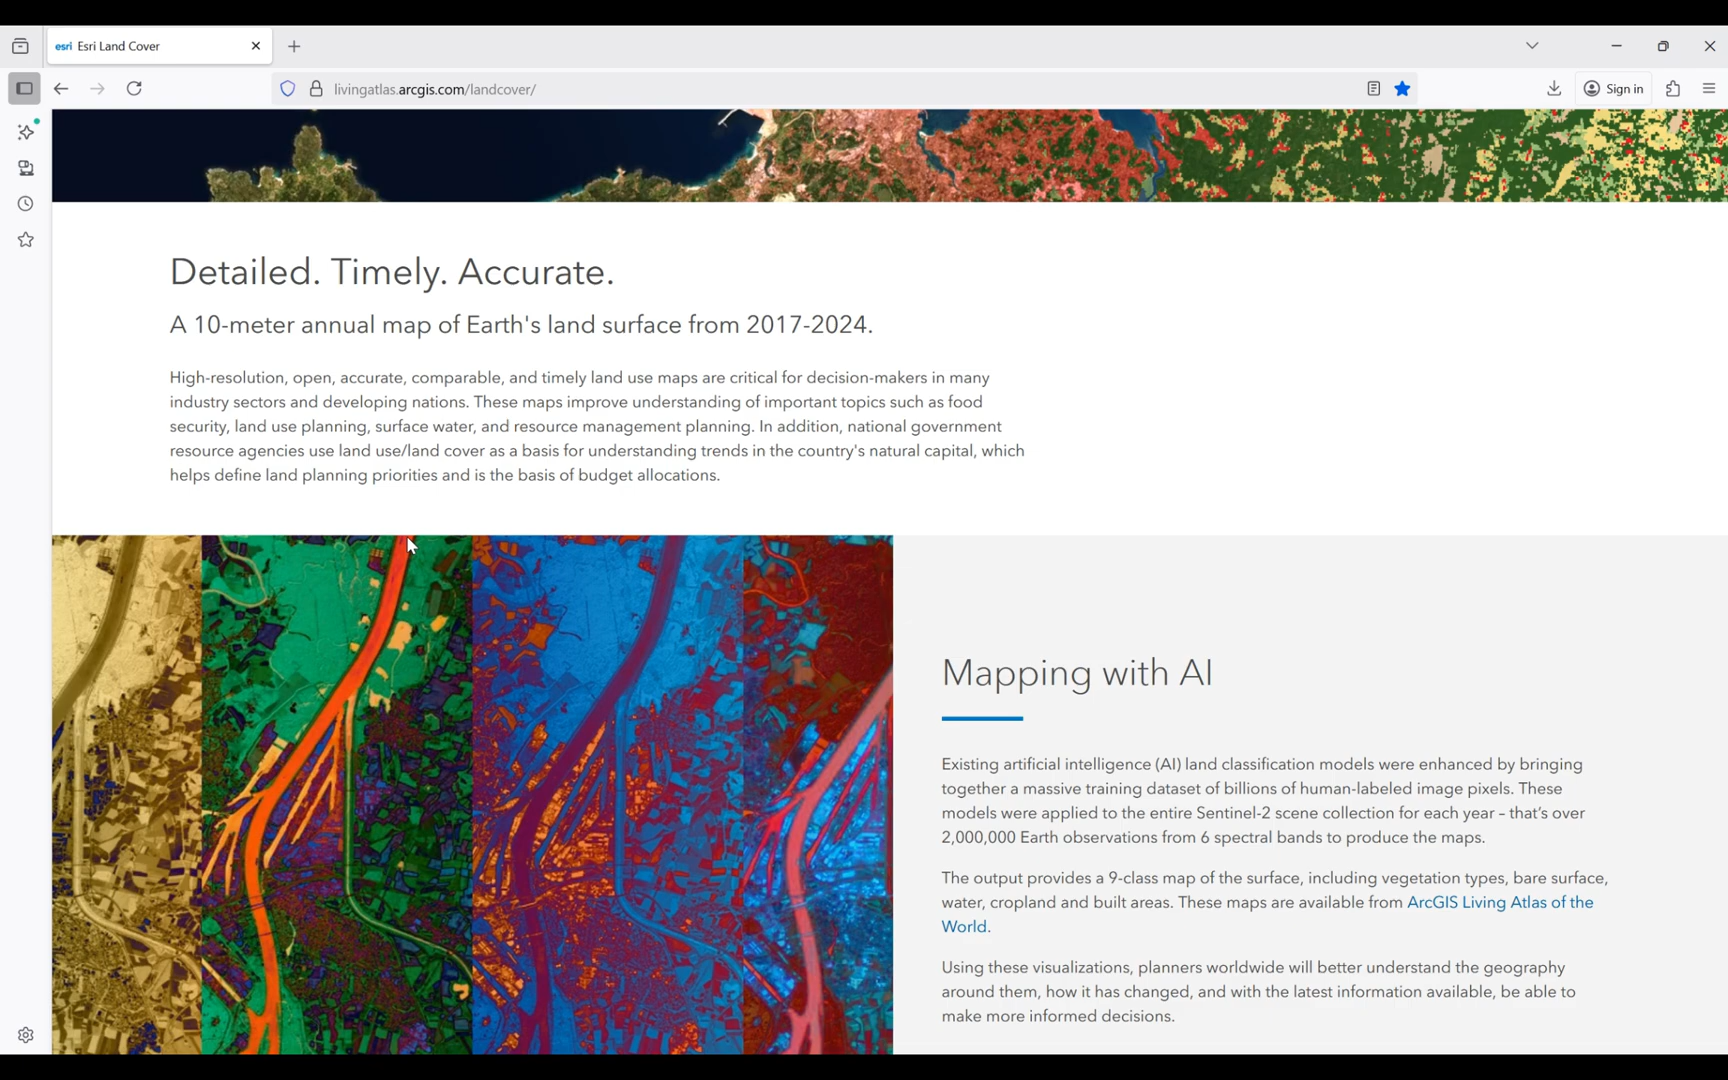 esri Esri Land Cover
livingatlas.arcgis.com/landcover/
Sign in
Detailed. Timely. Accurate.
A 10-meter annual map of Earth's land surface from 2017-2024.
High-resolution, open, accurate, comparable, and timely land use maps are critical for decision-makers in many
industry sectors and developing nations. These maps improve understanding of important topics such as food
security, land use planning, surface water, and resource management planning. In addition, national government
resource agencies use land use/land cover as a basis for understanding trends in the country's natural capital, which
helps define land planning priorities and is the basis of budget allocations.
Mapping with AI
Existing artificial intelligence (AI) land classification models were enhanced by bringing
together a massive training dataset of billions of human-labeled image pixels. These
models were applied to the entire Sentinel-2 scene collection for each year – that's over
2,000,000 Earth observations from 6 spectral bands to produce the maps.
The output provides a 9-class map of the surface, including vegetation types, bare surface,
water, cropland and built areas. These maps are available from ArcGIS Living Atlas of the
World.
Using these visualizations, planners worldwide will better understand the geography
around them, how it has changed, and with the latest information available, be able to
make more informed decisions.